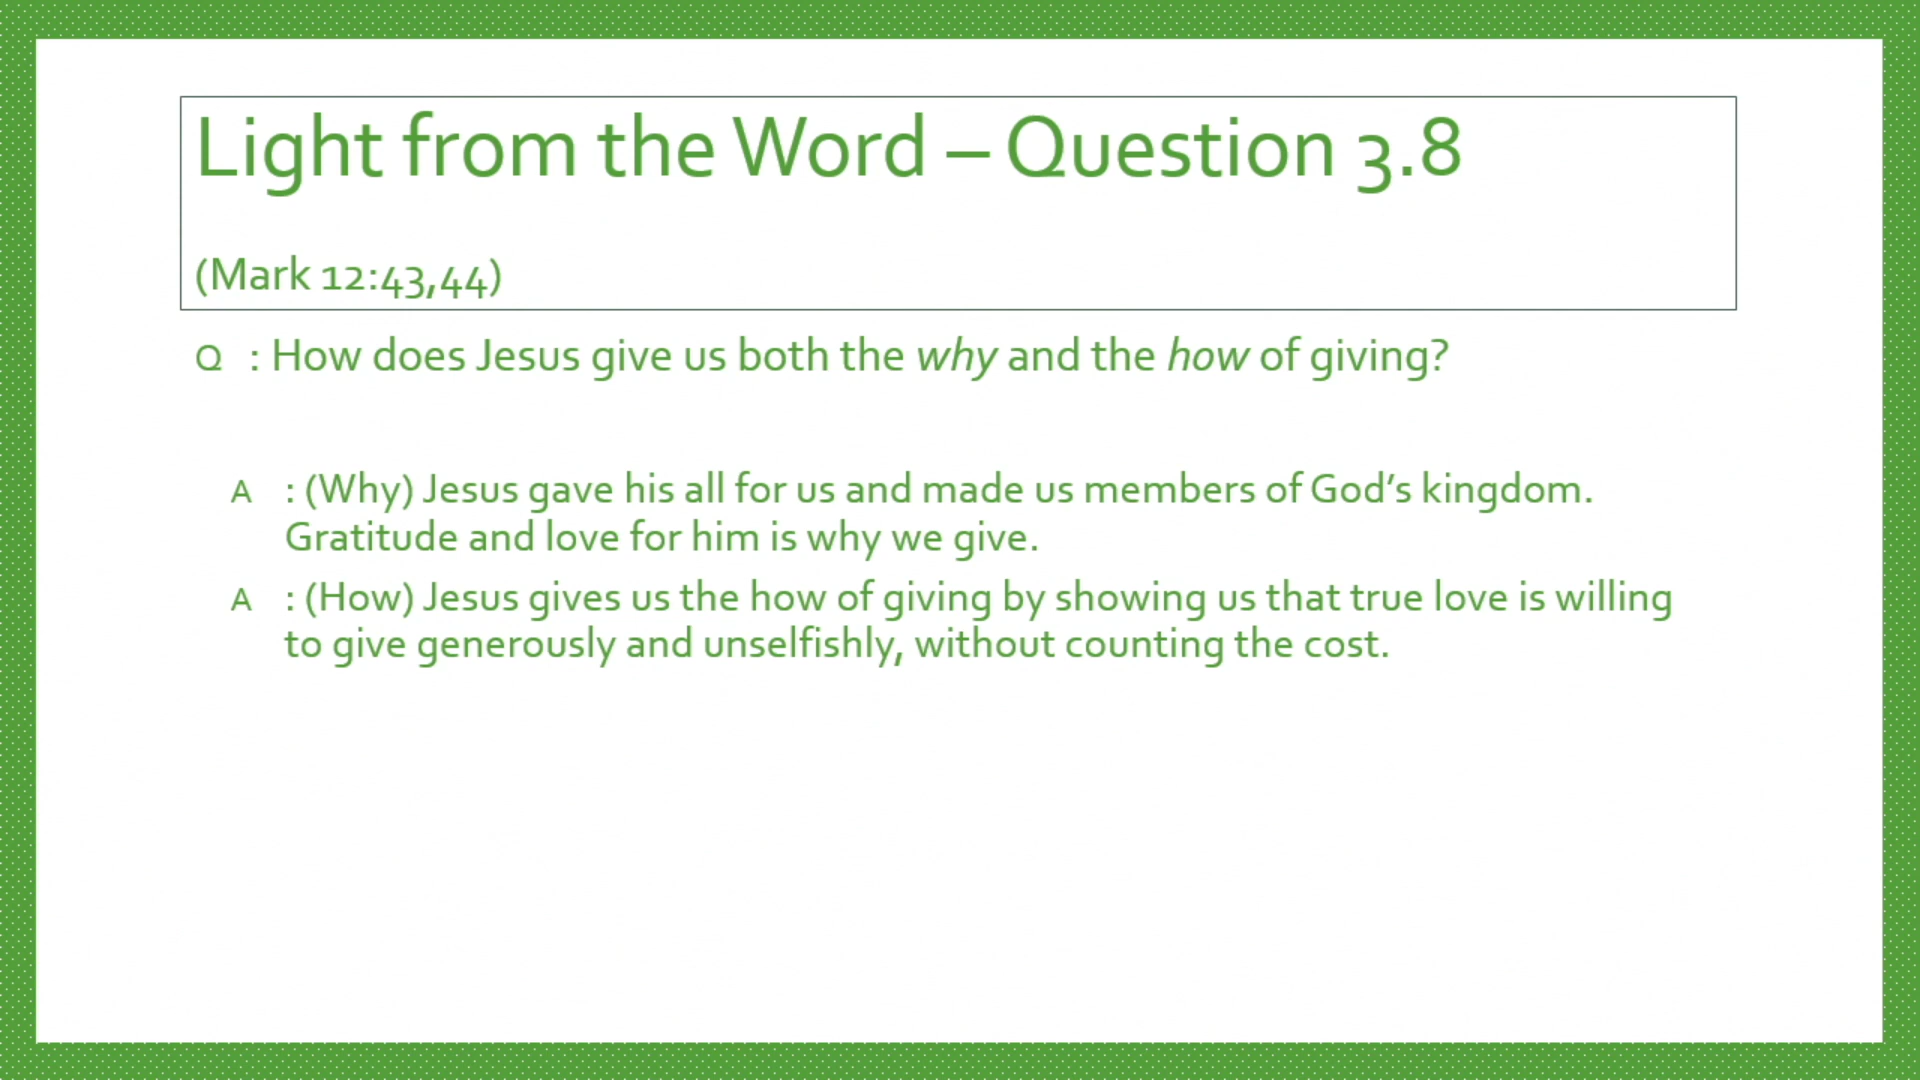 Light from the Word – Question 3.8
(Mark 12:43,44)
Q : How does Jesus give us both the why and the how of giving?
A : (Why) Jesus gave his all for us and made us members of God’s kingdom.
Gratitude and love for him is why we give.
A : (How) Jesus gives us the how of giving by showing us that true love is willing
to give generously and unselfishly, without counting the cost.